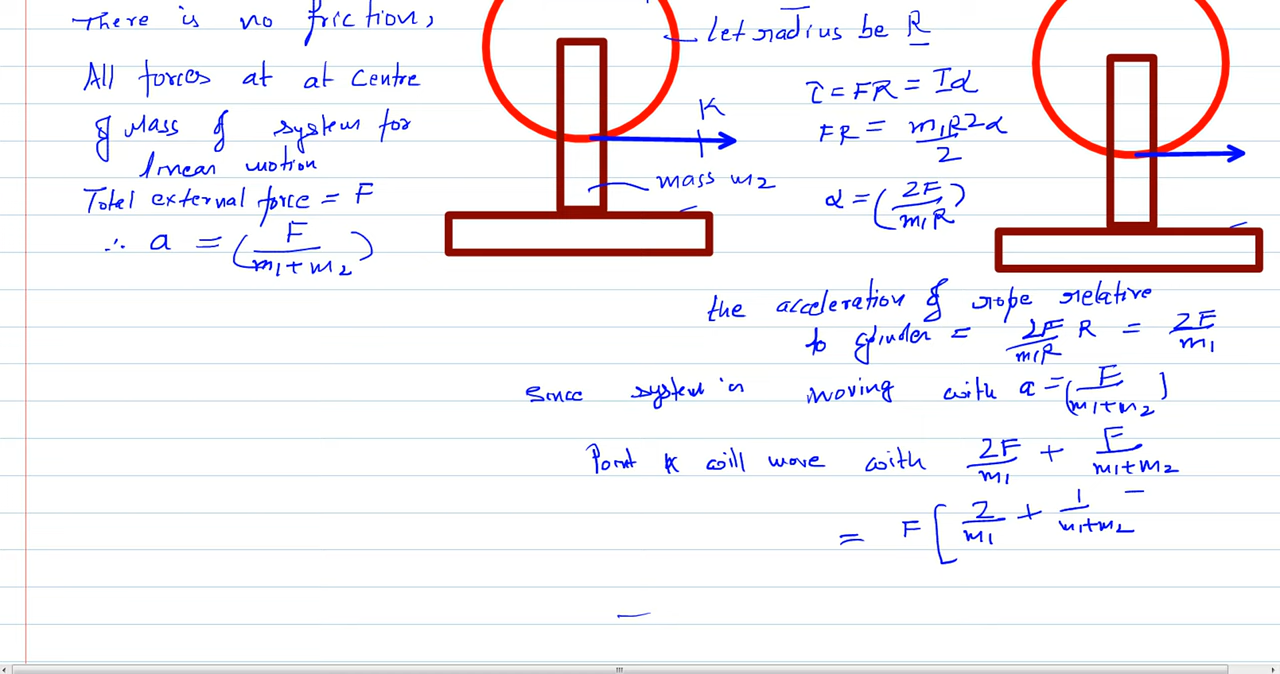 There is no friction,
All forces at at centre
of mass of system for
linear motion
Total external force = F
∴ a = (F/(m1+m2))
Let radius be R
K
mass m2
τ = FR = Iα
FR = m1R2α/2
α = (2F/m1R)
the acceleration of rope relative
to cylinder = 2F/m1R R = 2F/m1
Since system is moving with a = (F/(m1+m2))
Point K will move with 2F/m1 + F/(m1+m2)
= F[2/m1 + 1/(m1+m2)